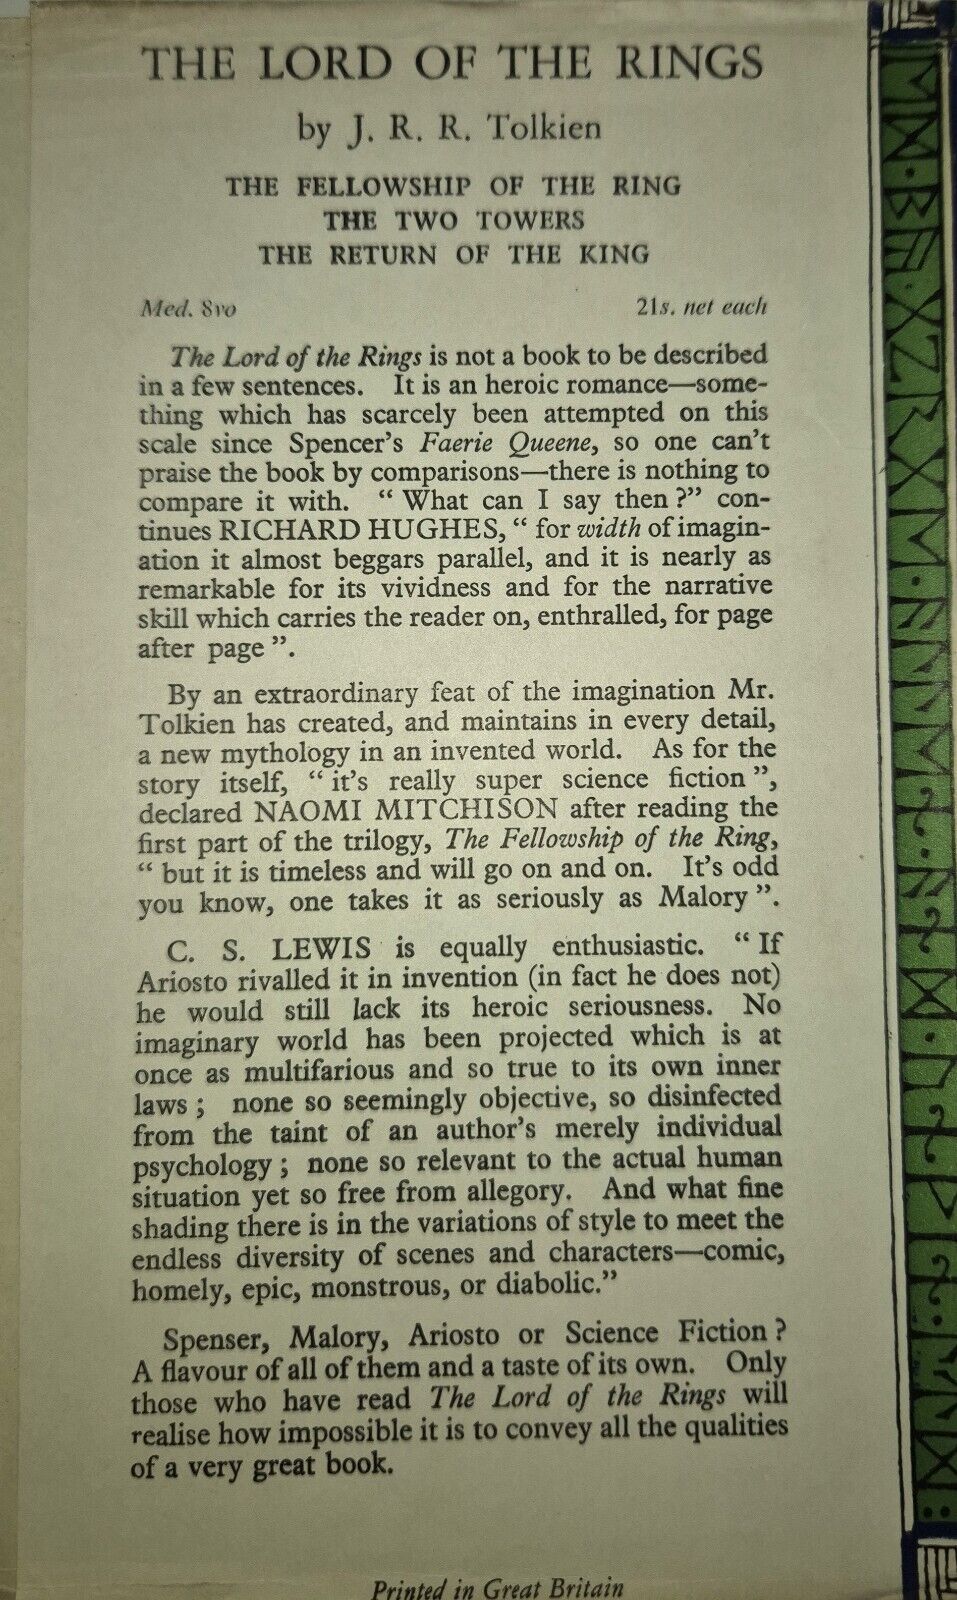 THE LORD OF THE RINGS
by J. R. R. Tolkien
THE FELLOWSHIP OF THE RING
THE TWO TOWERS
THE RETURN OF THE KING
Med. 8vo 21s. net each
The Lord of the Rings is not a book to be described
in a few sentences. It is an heroic romance—some-
thing which has scarcely been attempted on this
scale since Spencer's Faerie Queene, so one can't
praise the book by comparisons—there is nothing to
compare it with. “ What can I say then ?” con-
tinues RICHARD HUGHES, “ for width of imagin-
ation it almost beggars parallel, and it is nearly as
remarkable for its vividness and for the narrative
skill which carries the reader on, enthralled, for page
after page ”.
By an extraordinary feat of the imagination Mr.
Tolkien has created, and maintains in every detail,
a new mythology in an invented world. As for the
story itself, “ it's really super science fiction ”,
declared NAOMI MITCHISON after reading the
first part of the trilogy, The Fellowship of the Ring,
“ but it is timeless and will go on and on. It's odd
you know, one takes it as seriously as Malory ”.
C. S. LEWIS is equally enthusiastic. “ If
Ariosto rivalled it in invention (in fact he does not)
he would still lack its heroic seriousness. No
imaginary world has been projected which is at
once as multifarious and so true to its own inner
laws ; none so seemingly objective, so disinfected
from the taint of an author's merely individual
psychology ; none so relevant to the actual human
situation yet so free from allegory. And what fine
shading there is in the variations of style to meet the
endless diversity of scenes and characters—comic,
homely, epic, monstrous, or diabolic.”
Spenser, Malory, Ariosto or Science Fiction ?
A flavour of all of them and a taste of its own. Only
those who have read The Lord of the Rings will
realise how impossible it is to convey all the qualities
of a very great book.
Printed in Great Britain